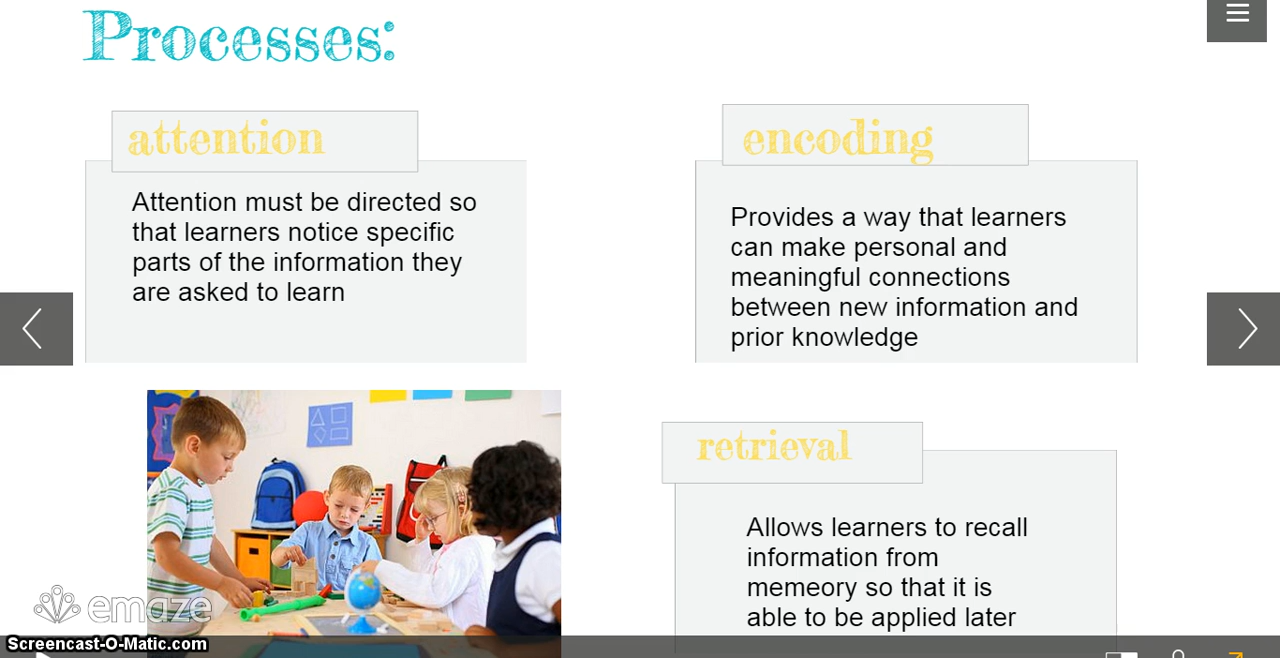 Processes:
attention
Attention must be directed so
that learners notice specific
parts of the information they
are asked to learn
encoding
Provides a way that learners
can make personal and
meaningful connections
between new information and
prior knowledge
retrieval
Allows learners to recall
information from
memeory so that it is
able to be applied later
emaze
Screencast-O-Matic.com